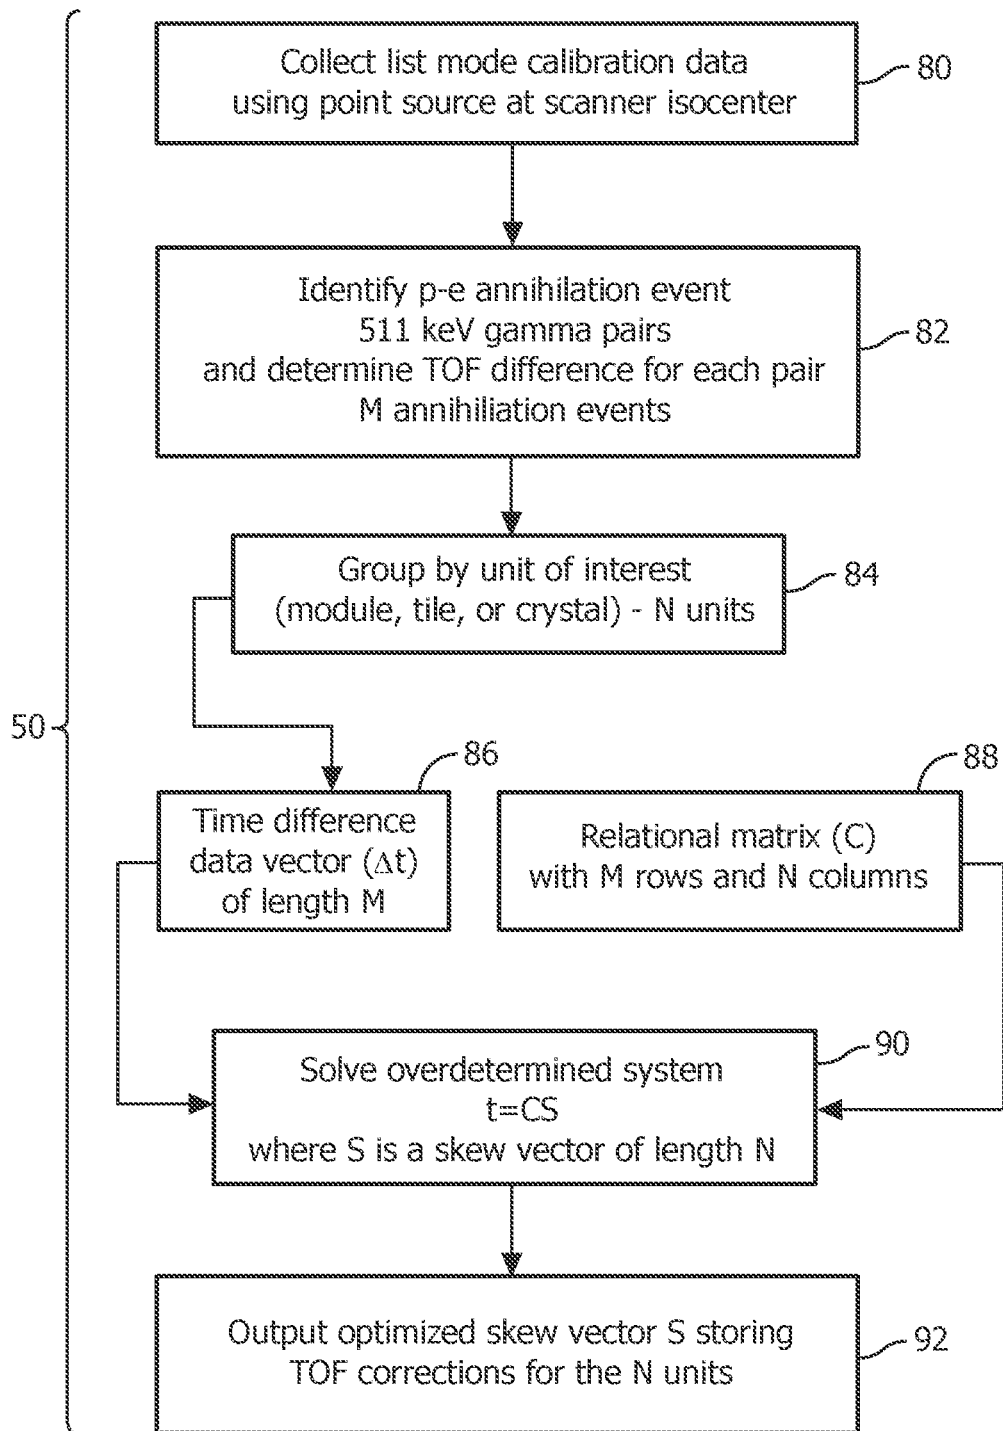 Collect list mode calibration data
using point source at scanner isocenter
80
Identify p-e annihilation event
511 keV gamma pairs
and determine TOF difference for each pair
M annihiliation events
82
Group by unit of interest
(module, tile, or crystal) - N units
84
50
86
88
Time difference
data vector (Δt)
of length M
Relational matrix (C)
with M rows and N columns
Solve overdetermined system
t=CS
where S is a skew vector of length N
90
Output optimized skew vector S storing
TOF corrections for the N units
92